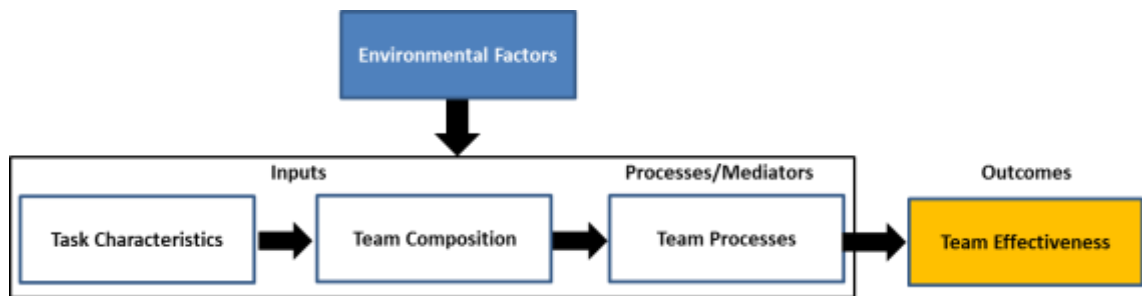 Environmental Factors
Inputs
Processes/Mediators
Outcomes
Task Characteristics
Team Composition
Team Processes
Team Effectiveness